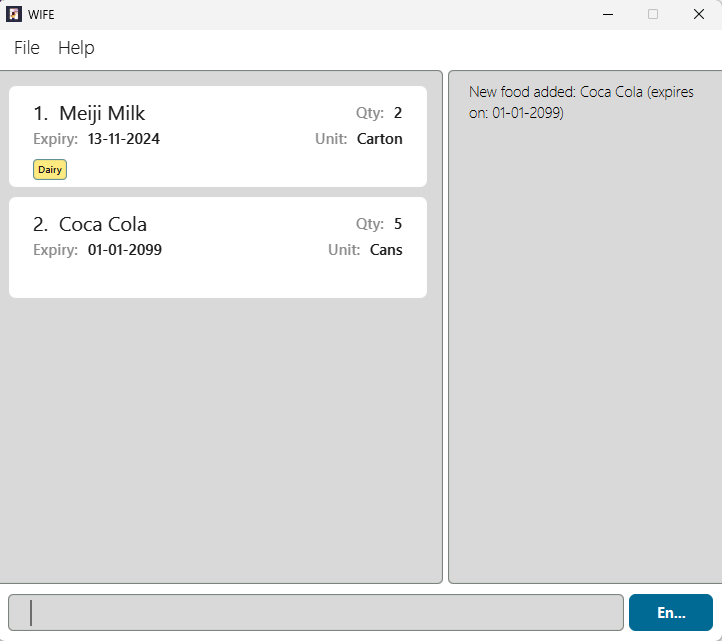 WIFE
File Help
1. Meiji Milk Qty: 2
Expiry: 13-11-2024 Unit: Carton
Dairy
2. Coca Cola Qty: 5
Expiry: 01-01-2099 Unit: Cans
New food added: Coca Cola (expires
on: 01-01-2099)
En...